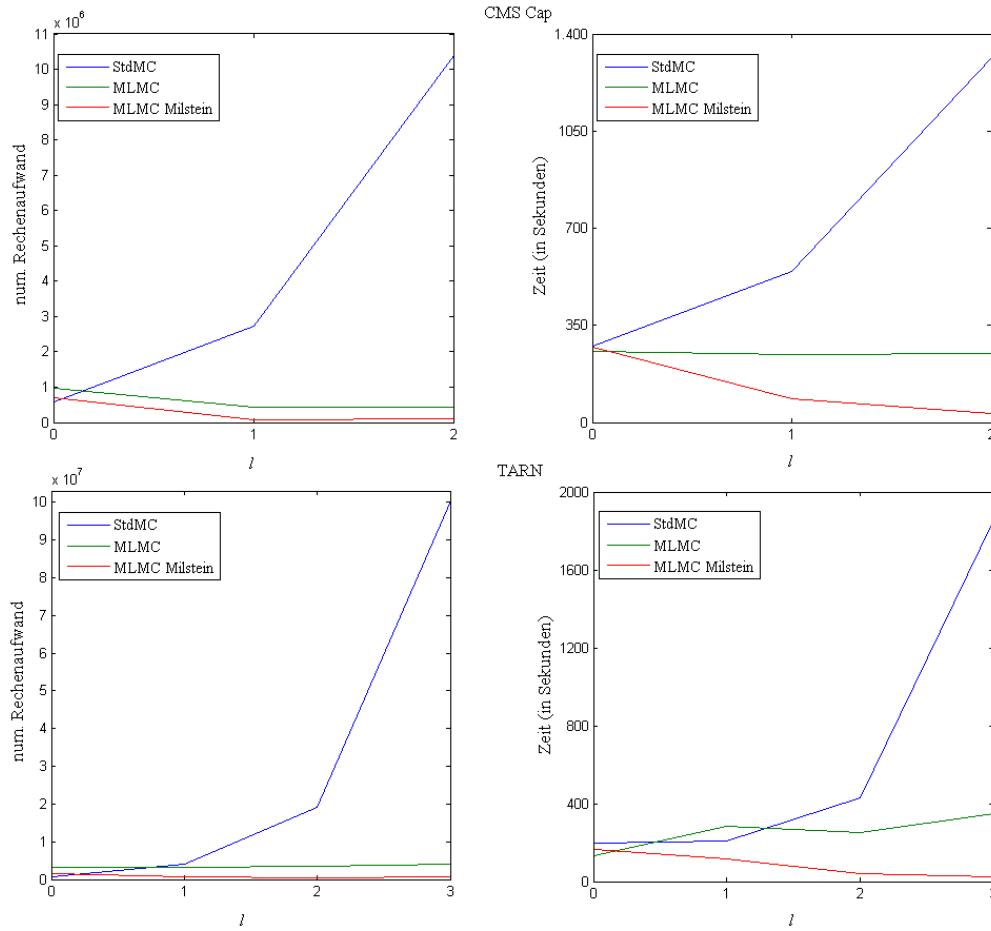 CMS Cap
x 10⁶
11
10
9
8
7
6
5
4
3
2
1
0
num. Rechenaufwand
StdMC
MLMC
MLMC Milstein
0 1 2
l
1.400
1050
700
350
0
Zeit (in Sekunden)
StdMC
MLMC
MLMC Milstein
0 1 2
l
TARN
x 10⁷
10
9
8
7
6
5
4
3
2
1
0
num. Rechenaufwand
StdMC
MLMC
MLMC Milstein
0 1 2 3
l
2000
1600
1200
800
400
0
Zeit (in Sekunden)
StdMC
MLMC
MLMC Milstein
0 1 2 3
l